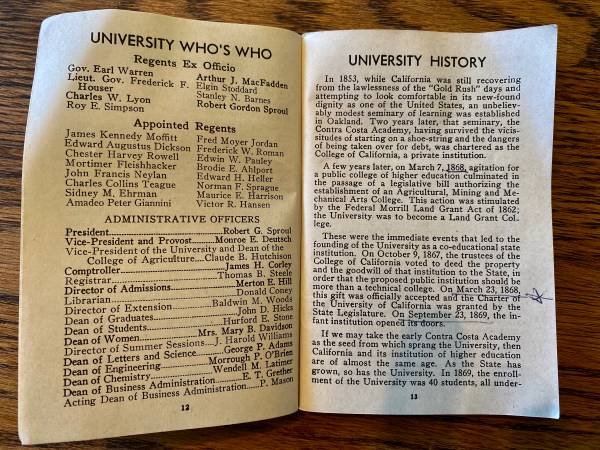 UNIVERSITY WHO'S WHO
Regents Ex Officio
Gov. Earl Warren
Lieut. Gov. Frederick F.
Houser
Charles W. Lyon
Roy E. Simpson
Arthur J. MacFadden
Elgin Stoddard
Stanley N. Barnes
Robert Gordon Sproul
Appointed Regents
James Kennedy Moffitt
Edward Augustus Dickson
Chester Harvey Rowell
Mortimer Fleishhacker
John Francis Neylan
Charles Collins Teague
Sidney M. Ehrman
Amadeo Peter Giannini
Fred Moyer Jordan
Frederick W. Roman
Edwin W. Pauley
Brodie E. Ahlport
Edward H. Heller
Norman F. Sprague
Maurice E. Harrison
Victor R. Hansen
ADMINISTRATIVE OFFICERS
President Robert G. Sproul
Vice-President and Provost Monroe E. Deutsch
Vice-President of the University and Dean of the
College of Agriculture Claude B. Hutchison
Comptroller James H. Corley
Registrar Thomas B. Steele
Director of Admissions Merton E. Hill
Librarian Donald Coney
Director of Extension Baldwin M. Woods
Dean of Graduates John D. Hicks
Dean of Students Hurford E. Stone
Dean of Women Mrs. Mary B. Davidson
Director of Summer Sessions J. Harold Williams
Dean of Letters and Science George P. Adams
Dean of Engineering Morrough P. O'Brien
Dean of Chemistry Wendell M. Latimer
Dean of Business Administration E. T. Grether
Acting Dean of Business Administration P. Mason
12
UNIVERSITY HISTORY
In 1853, while California was still recovering
from the lawlessness of the "Gold Rush" days and
attempting to look comfortable in its new-found
dignity as one of the United States, an unbeliev-
ably modest seminary of learning was established
in Oakland. Two years later, that seminary, the
Contra Costa Academy, having survived the vicis-
situdes of starting on a shoe-string and the dangers
of being taken over for debt, was chartered as the
College of California, a private institution.
A few years later, on March 7, 1868, agitation for
a public college of higher education culminated in
the passage of a legislative bill authorizing the
establishment of an Agricultural, Mining and Me-
chanical Arts College. This action was stimulated
by the Federal Morrill Land Grant Act of 1862;
the University was to become a Land Grant Col-
lege.
These were the immediate events that led to the
founding of the University as a co-educational state
institution. On October 9, 1867, the trustees of the
College of California voted to deed the property
and the goodwill of that institution to the State, in
order that the proposed public institution should be
more than a technical college. On March 23, 1868,
this gift was officially accepted and the Charter of
the University of California was granted by the
State Legislature. On September 23, 1869, the in-
fant institution opened its doors.
If we may take the early Contra Costa Academy
as the seed from which sprang the University, then
California and its institution of higher education
are of almost the same age. As the State has
grown, so has the University. In 1869, the enroll-
ment of the University was 40 students, all under-
13